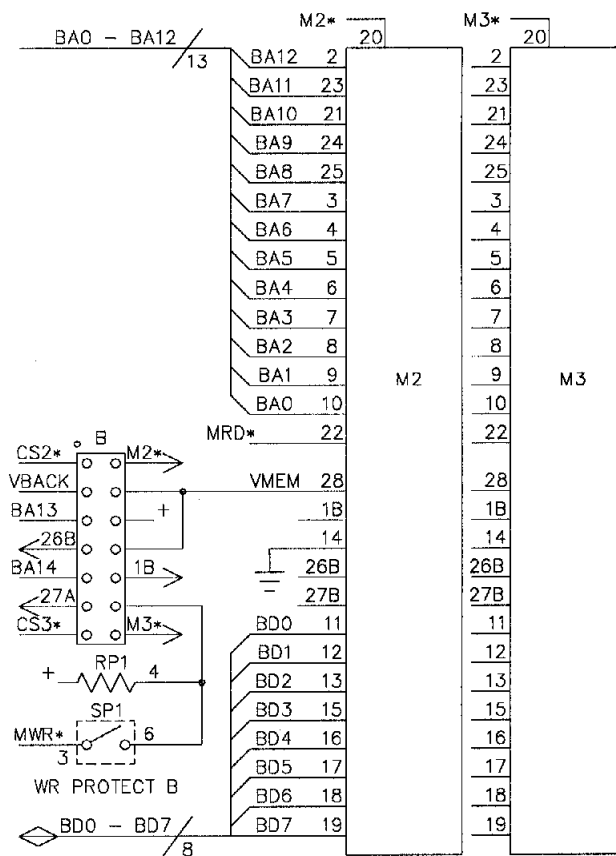 M2* M3*
20 20
BA0 - BA12
13
BA12 2 2
BA11 23 23
BA10 21 21
BA9 24 24
BA8 25 25
BA7 3 3
BA6 4 4
BA5 5 5
BA4 6 6
BA3 7 7
BA2 8 8
BA1 9 9
BA0 10 10
M2 M3
MRD* 22 22
B
CS2* M2*
VBACK VMEM 28 28
BA13 + 1B 1B
26B 14 14
BA14 1B 26B 26B
27A 27B 27B
CS3* M3* BD0 11 11
RP1 BD1 12 12
+ 4 BD2 13 13
SP1 BD3 15 15
MWR* 3 6 BD4 16 16
BD5 17 17
WR PROTECT B BD6 18 18
BD0 - BD7 8 BD7 19 19